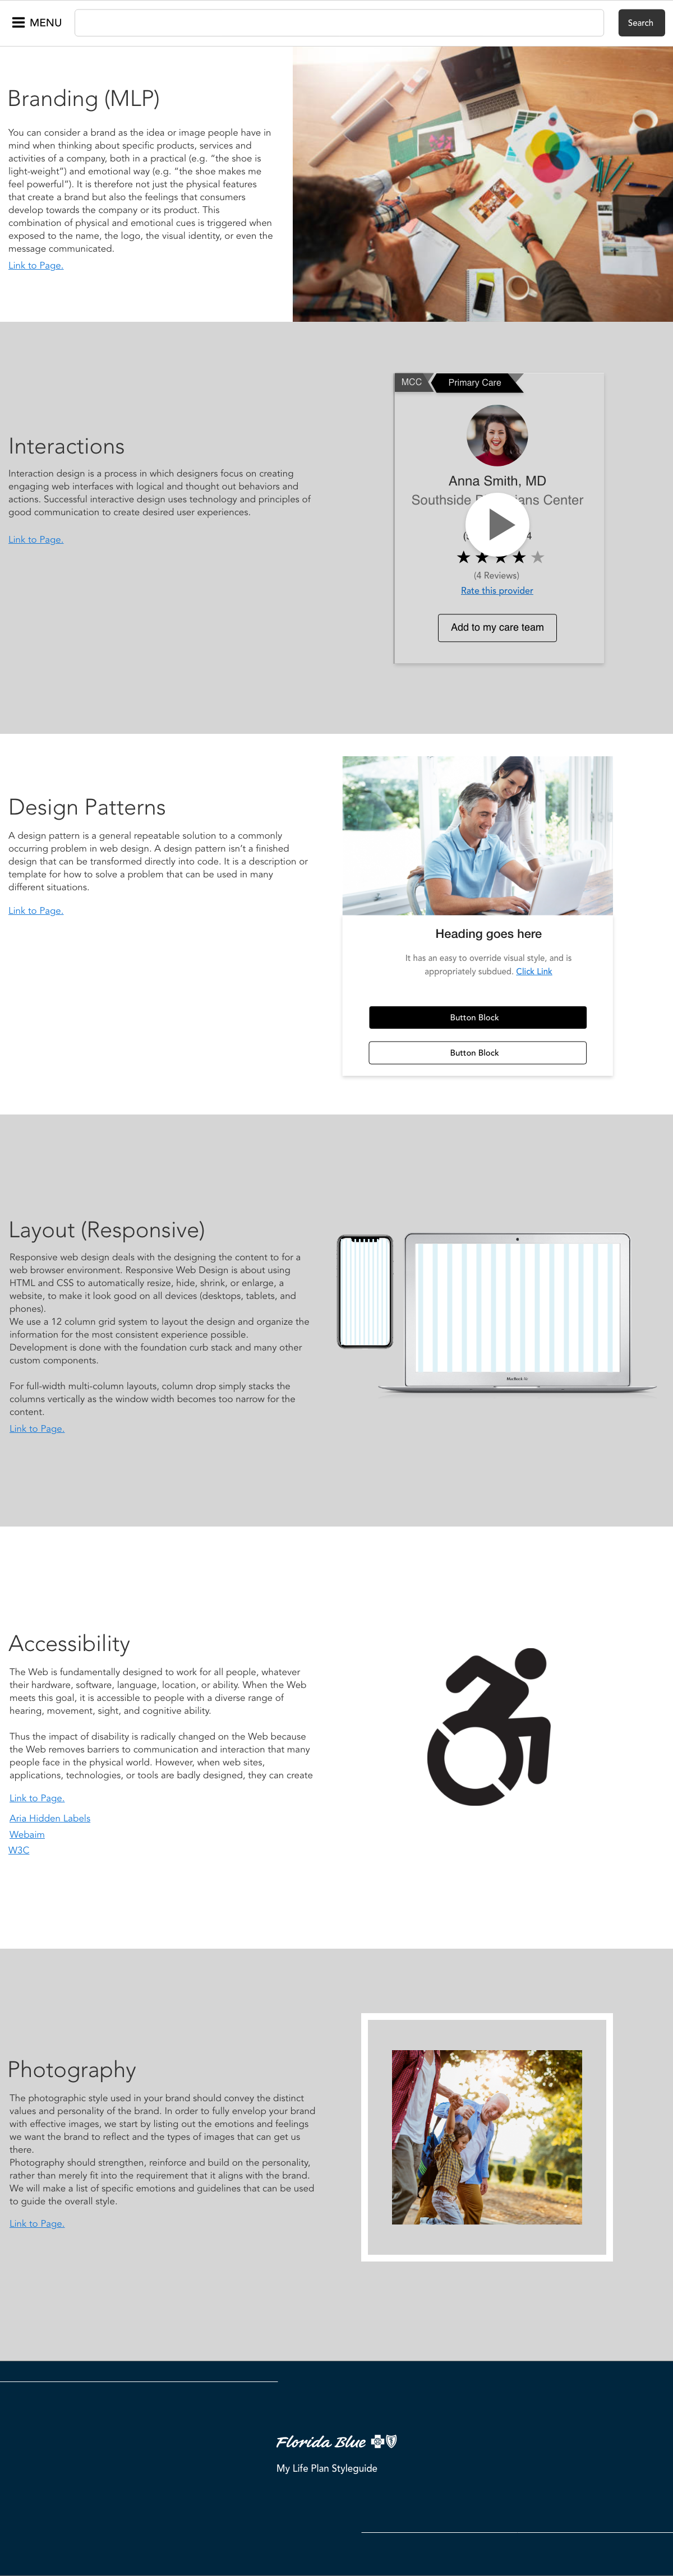 MENU
Search
Branding (MLP)
You can consider a brand as the idea or image people have in
mind when thinking about specific products, services and
activities of a company, both in a practical (e.g. “the shoe is
light-weight”) and emotional way (e.g. “the shoe makes me
feel powerful”). It is therefore not just the physical features
that create a brand but also the feelings that consumers
develop towards the company or its product. This
combination of physical and emotional cues is triggered when
exposed to the name, the logo, the visual identity, or even the
message communicated.
Link to Page.
Interactions
Interaction design is a process in which designers focus on creating
engaging web interfaces with logical and thought out behaviors and
actions. Successful interactive design uses technology and principles of
good communication to create desired user experiences.
Link to Page.
MCC Primary Care
Anna Smith, MD
Southside Center
(4 Reviews)
Rate this provider
Add to my care team
Design Patterns
A design pattern is a general repeatable solution to a commonly
occurring problem in web design. A design pattern isn’t a finished
design that can be transformed directly into code. It is a description or
template for how to solve a problem that can be used in many
different situations.
Link to Page.
Heading goes here
It has an easy to override visual style, and is
appropriately subdued. Click Link
Button Block
Button Block
Layout (Responsive)
Responsive web design deals with the designing the content to for a
web browser environment. Responsive Web Design is about using
HTML and CSS to automatically resize, hide, shrink, or enlarge, a
website, to make it look good on all devices (desktops, tablets, and
phones).
We use a 12 column grid system to layout the design and organize the
information for the most consistent experience possible.
Development is done with the foundation curb stack and many other
custom components.
For full-width multi-column layouts, column drop simply stacks the
columns vertically as the window width becomes too narrow for the
content.
Link to Page.
MacBook Air
Accessibility
The Web is fundamentally designed to work for all people, whatever
their hardware, software, language, location, or ability. When the Web
meets this goal, it is accessible to people with a diverse range of
hearing, movement, sight, and cognitive ability.
Thus the impact of disability is radically changed on the Web because
the Web removes barriers to communication and interaction that many
people face in the physical world. However, when web sites,
applications, technologies, or tools are badly designed, they can create
Link to Page.
Aria Hidden Labels
Webaim
W3C
Photography
The photographic style used in your brand should convey the distinct
values and personality of the brand. In order to fully envelop your brand
with effective images, we start by listing out the emotions and feelings
we want the brand to reflect and the types of images that can get us
there.
Photography should strengthen, reinforce and build on the personality,
rather than merely fit into the requirement that it aligns with the brand.
We will make a list of specific emotions and guidelines that can be used
to guide the overall style.
Link to Page.
Florida Blue
My Life Plan Styleguide